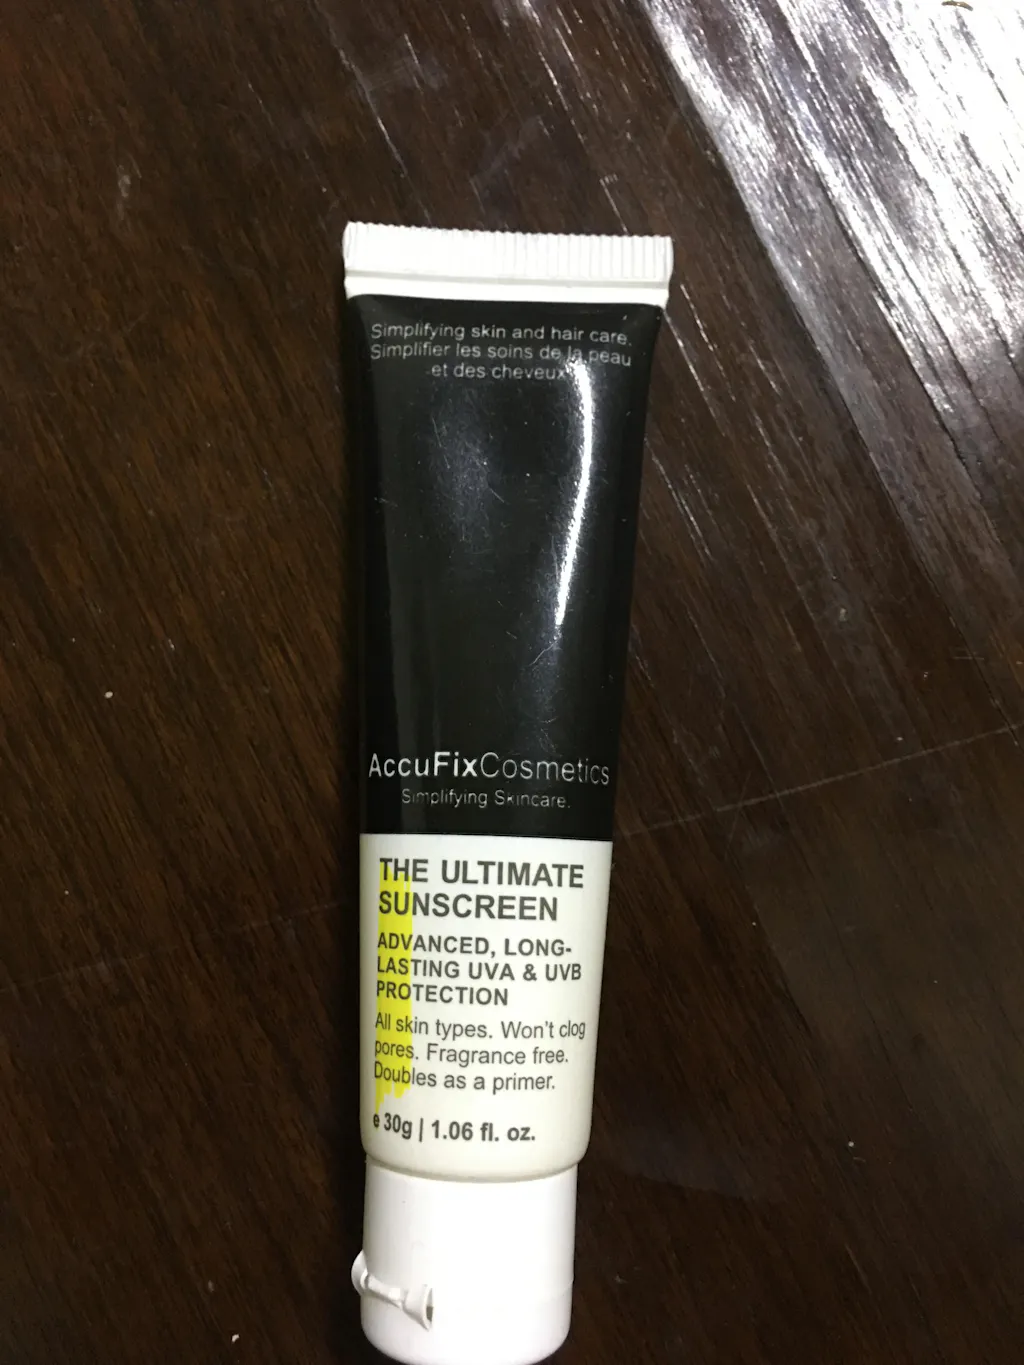 Simplifying skin and hair care.
Simplifier les soins de la peau
et des cheveux
AccuFixCosmetics
Simplifying Skincare.
THE ULTIMATE
SUNSCREEN
ADVANCED, LONG-
LASTING UVA & UVB
PROTECTION
All skin types. Won't clog
pores. Fragrance free.
Doubles as a primer.
e 30g | 1.06 fl. oz.